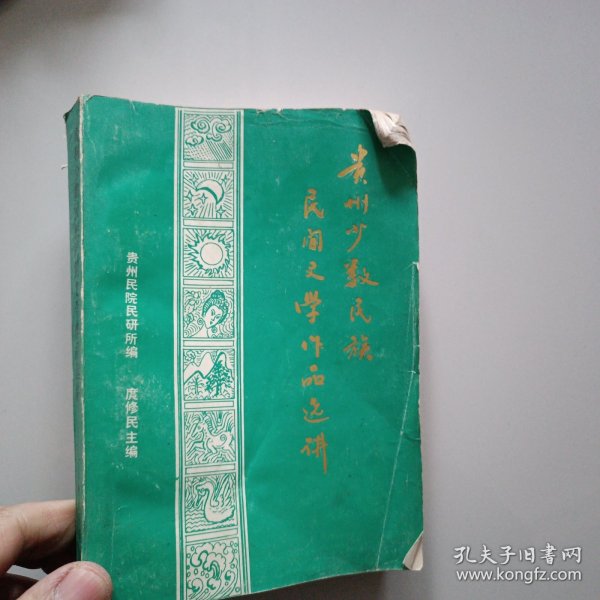 贵州少数民族
民间文学作品选讲
贵州民院民研所编 庹修民主编
孔夫子旧书网
www.kongfz.com